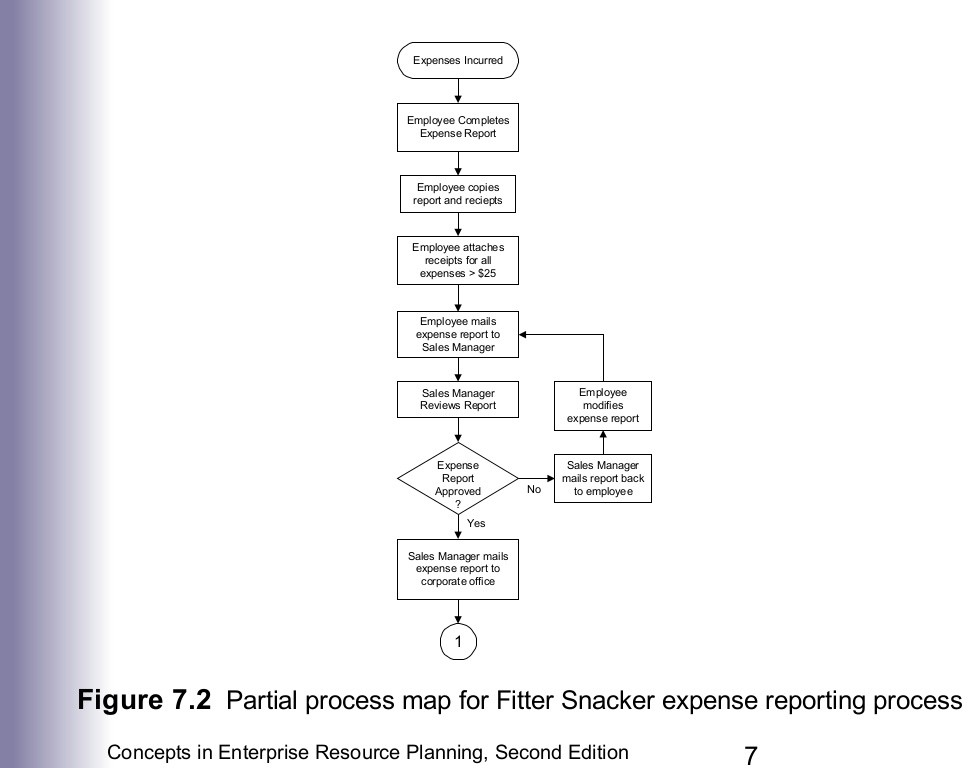 Expenses Incurred
Employee Completes
Expense Report
Employee copies
report and reciepts
Employee attaches
receipts for all
expenses > $25
Employee mails
expense report to
Sales Manager
Sales Manager
Reviews Report
Employee
modifies
expense report
Expense
Report
Approved
?
No
Sales Manager
mails report back
to employee
Yes
Sales Manager mails
expense report to
corporate office
1
Figure 7.2 Partial process map for Fitter Snacker expense reporting process
Concepts in Enterprise Resource Planning, Second Edition
7